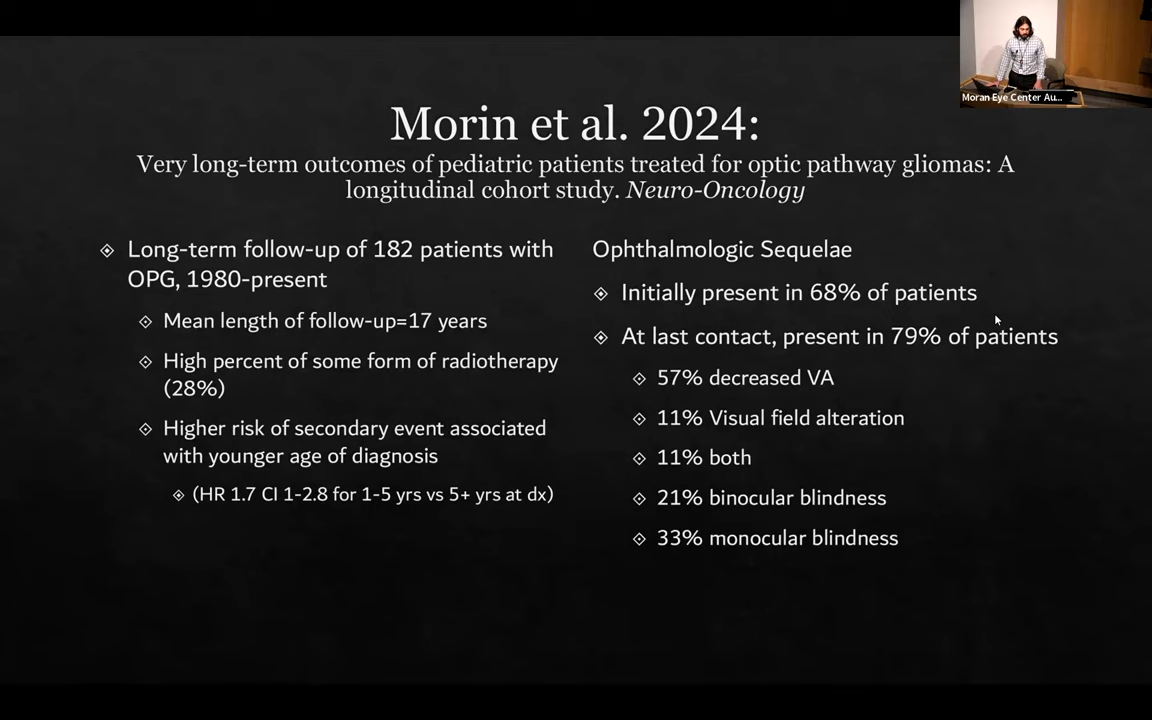 Moran Eye Center Au...
Morin et al. 2024:
Very long-term outcomes of pediatric patients treated for optic pathway gliomas: A
longitudinal cohort study. Neuro-Oncology
Long-term follow-up of 182 patients with
OPG, 1980-present
Mean length of follow-up=17 years
High percent of some form of radiotherapy
(28%)
Higher risk of secondary event associated
with younger age of diagnosis
(HR 1.7 CI 1-2.8 for 1-5 yrs vs 5+ yrs at dx)
Ophthalmologic Sequelae
Initially present in 68% of patients
At last contact, present in 79% of patients
57% decreased VA
11% Visual field alteration
11% both
21% binocular blindness
33% monocular blindness